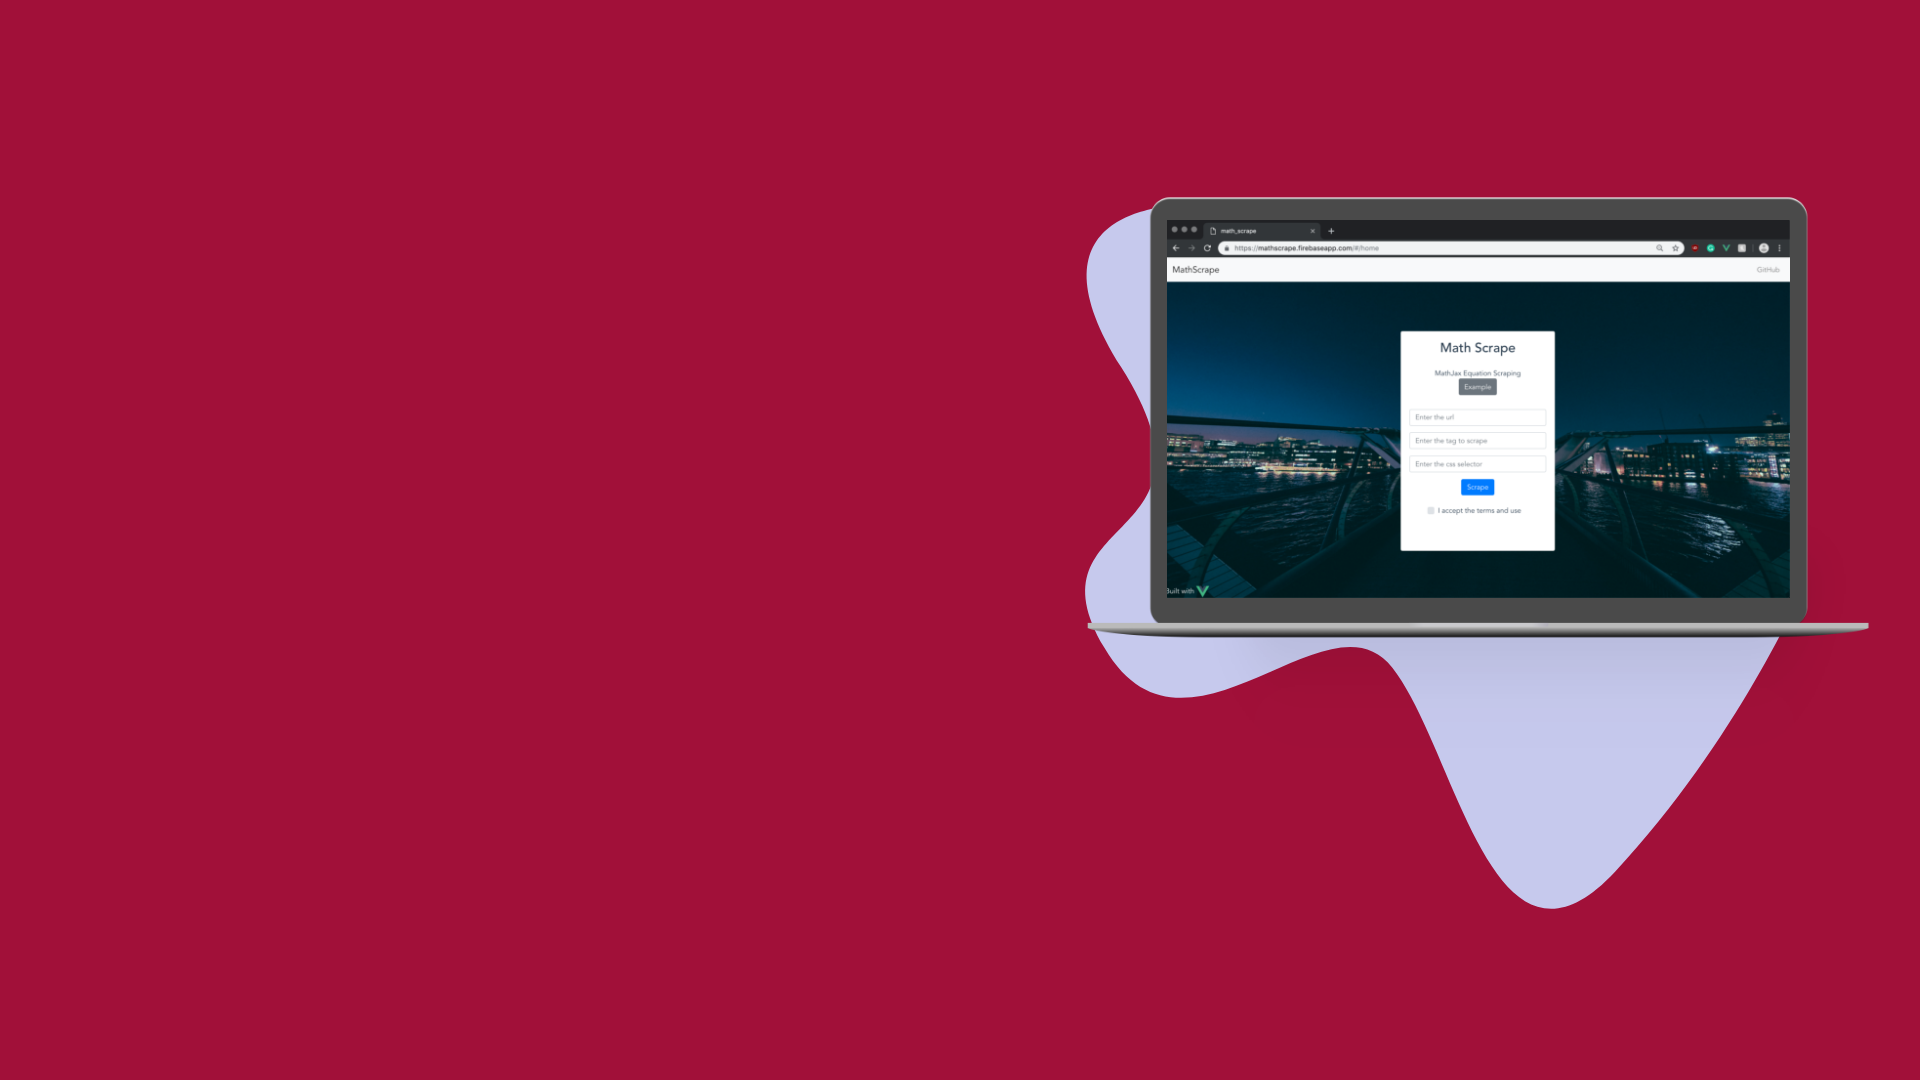 math_scrape
https://mathscrape.firebaseapp.com/#/home
MathScrape
GitHub
Math Scrape
MathJax Equation Scraping
Example
Enter the url
Enter the tag to scrape
Enter the css selector
Scrape
I accept the terms and use
Built with